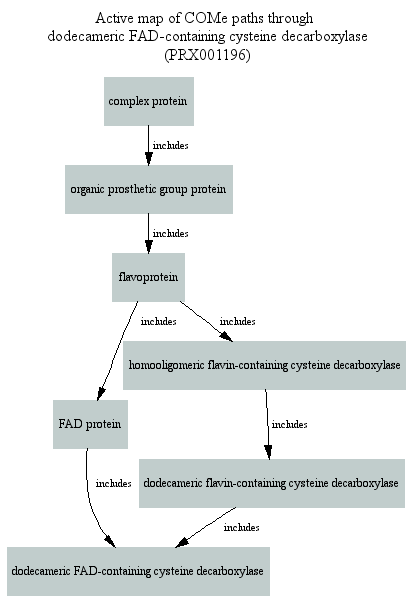 Active map of COMe paths through
dodecameric FAD-containing cysteine decarboxylase
(PRX001196)
complex protein
includes
organic prosthetic group protein
includes
flavoprotein
includes
includes
homooligomeric flavin-containing cysteine decarboxylase
FAD protein
includes
dodecameric flavin-containing cysteine decarboxylase
includes
includes
dodecameric FAD-containing cysteine decarboxylase